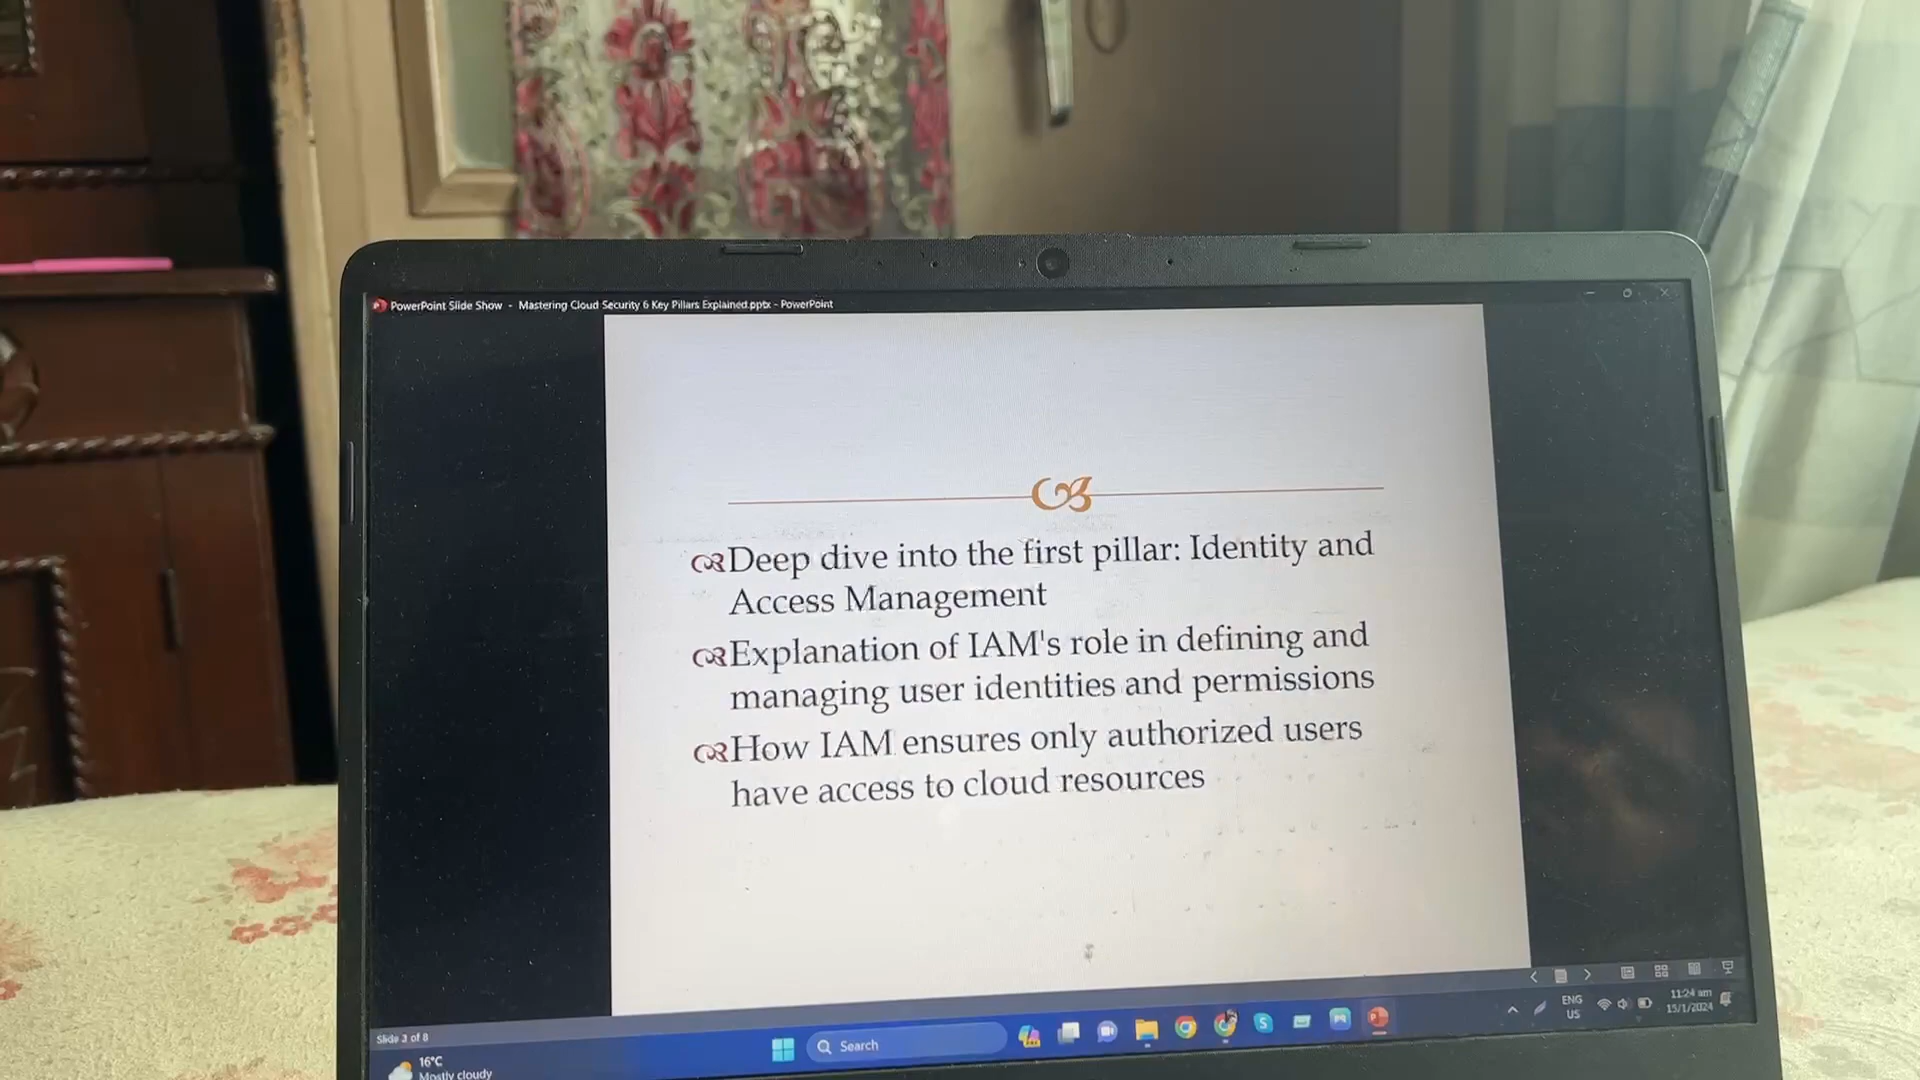 PowerPoint Slide Show - Mastering Cloud Security 6 Key Pillars Explained.pptx - PowerPoint
Deep dive into the first pillar: Identity and
Access Management
Explanation of IAM's role in defining and
managing user identities and permissions
How IAM ensures only authorized users
have access to cloud resources
Slide 3 of 8
16°C
Mostly cloudy
Search
ENG
US
11:24 am
15/1/2024